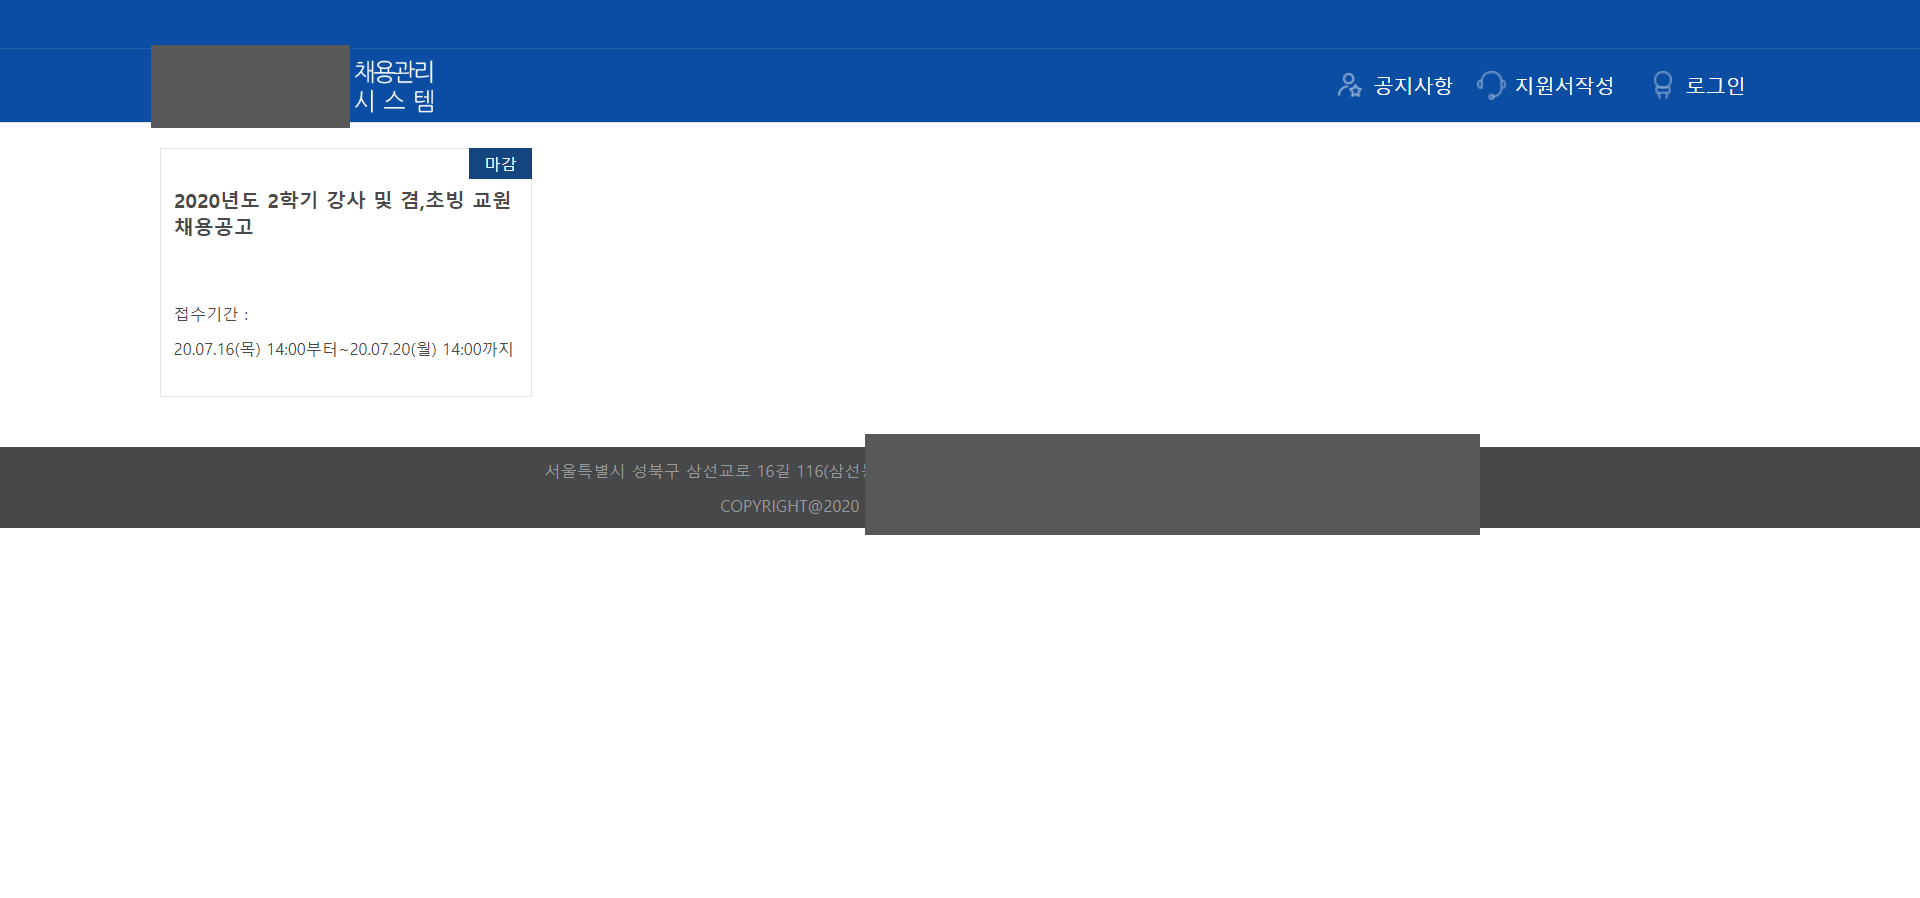 채용관리
시 스 템
공지사항
지원서작성
로그인
마감
2020년도 2학기 강사 및 겸,초빙 교원
채용공고
접수기간 :
20.07.16(목) 14:00부터~20.07.20(월) 14:00까지
서울특별시 성북구 삼선교로 16길 116(삼선
COPYRIGHT@2020